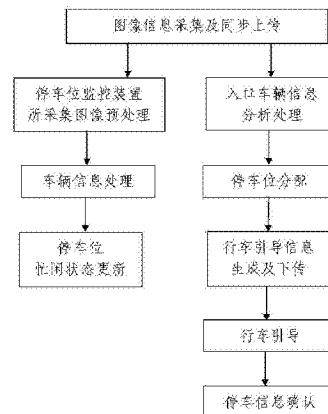 图像信息采集及同步上传
停车位监控装置
所采集图像预处理
车辆信息处理
停车位
忙闲状态更新
入位车辆信息
分析处理
停车位分配
行车引导信息
生成及下传
行车引导
停车信息确认